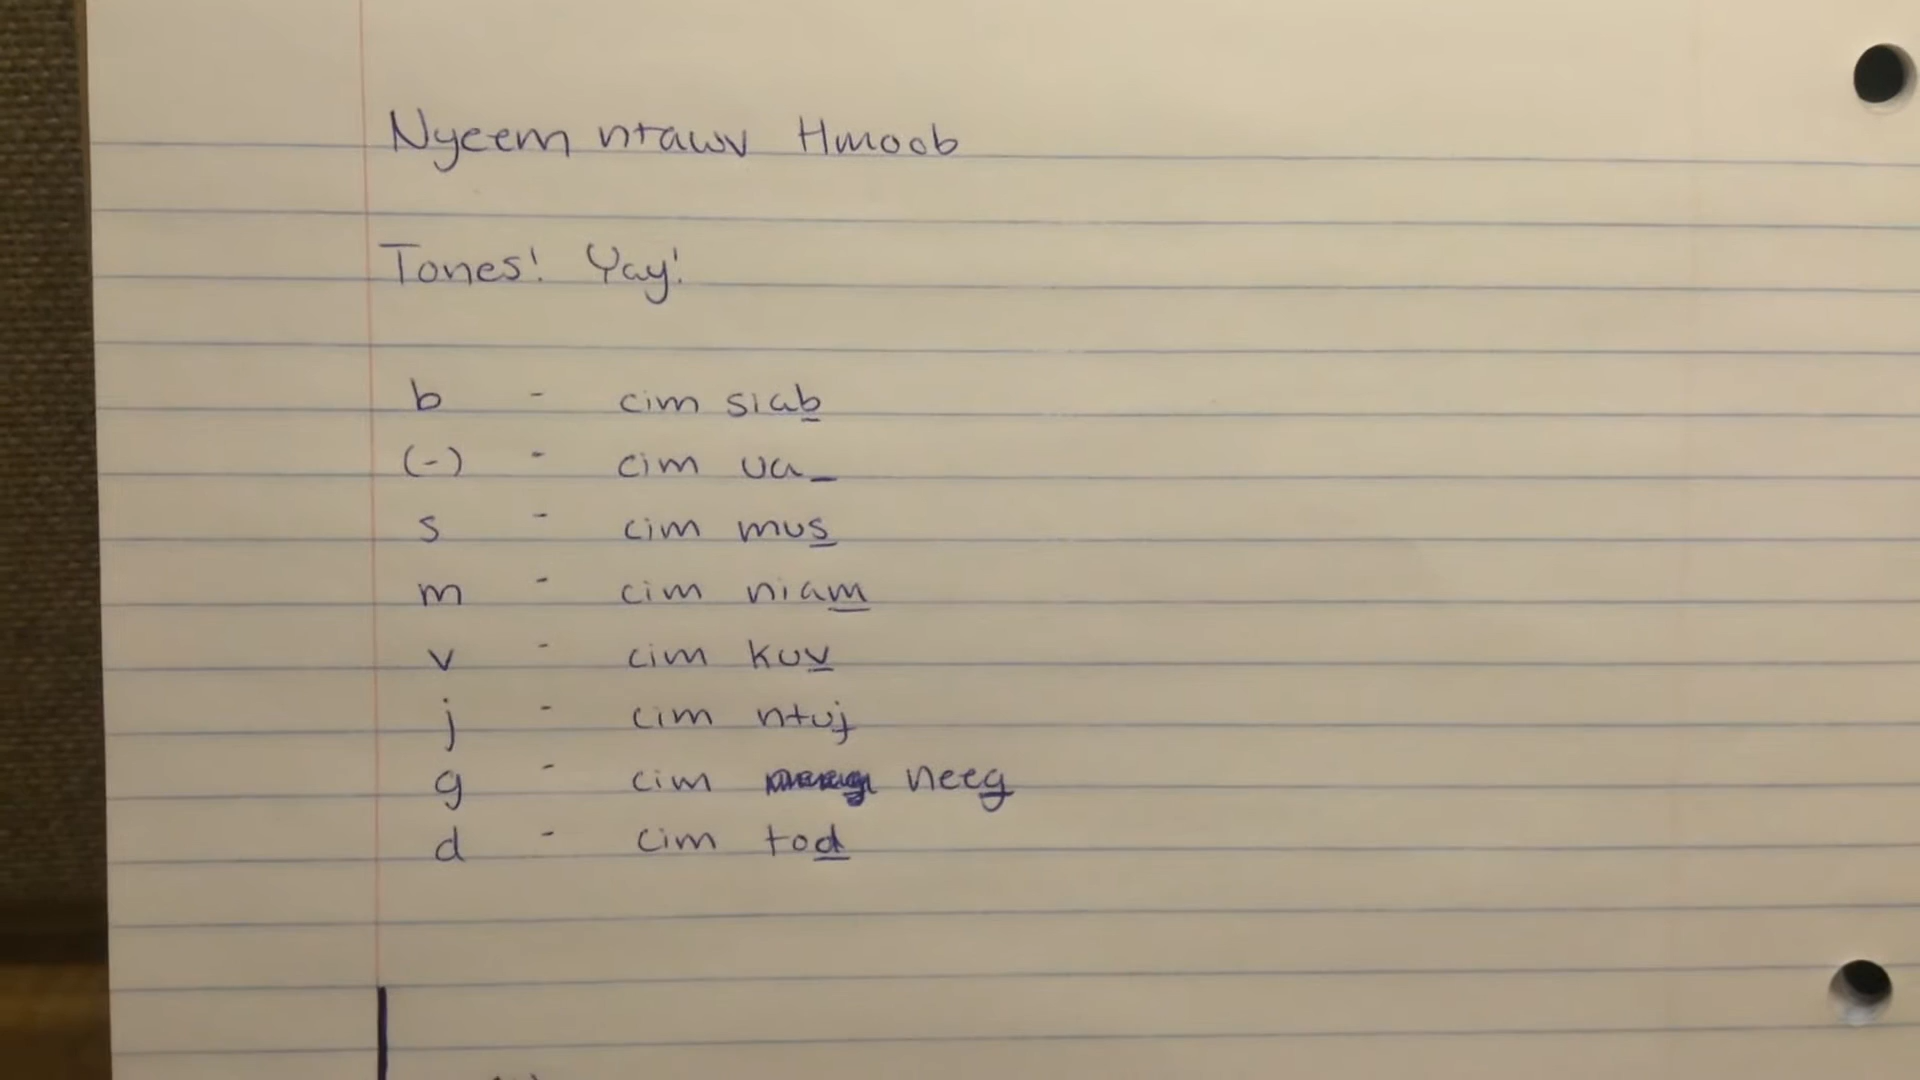 Nyeem ntawv Hmoob
Tones! Yay!
b - cim siab
(-) - cim ua_
s - cim mus
m - cim niam
v - cim kuv
j - cim ntuj
g - cim neeg
d - cim tod